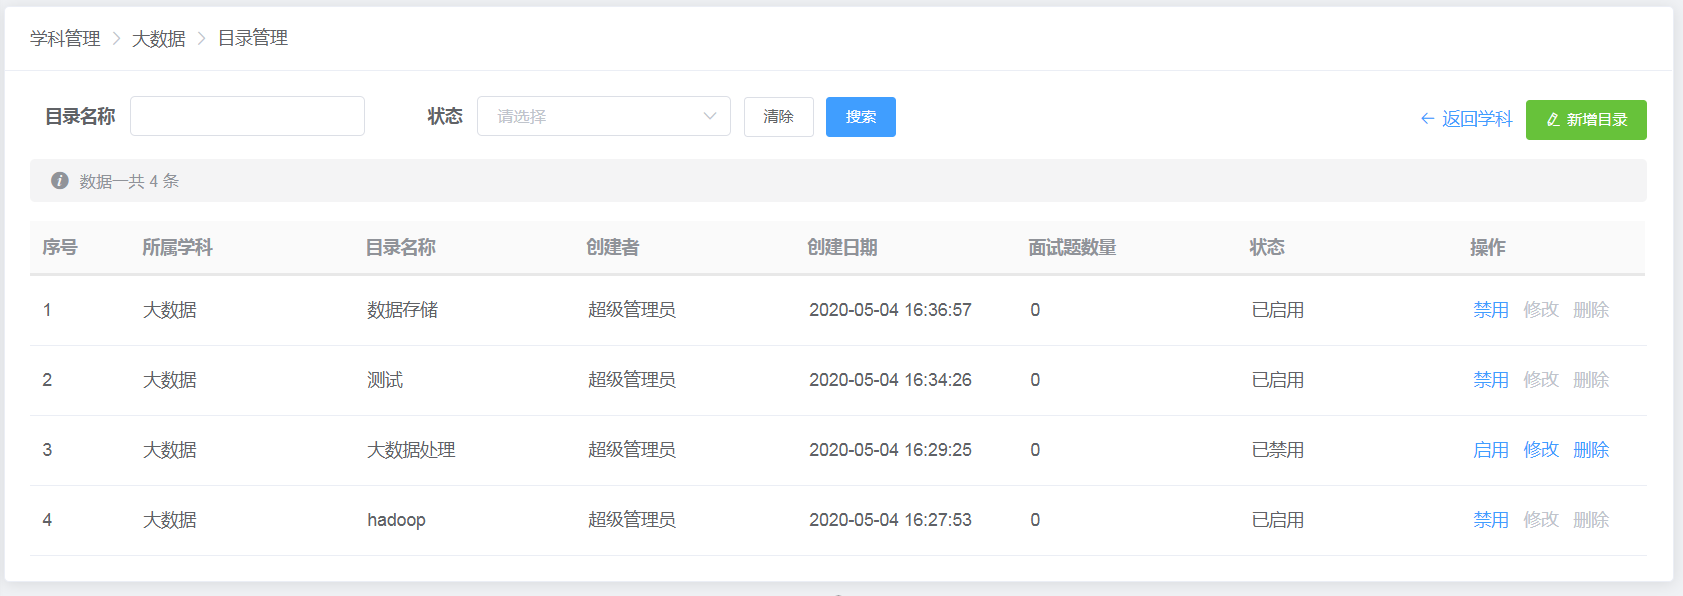 学科管理 > 大数据 > 目录管理
目录名称 状态 请选择 清除 搜索 ← 返回学科 新增目录
数据一共 4 条
序号 所属学科 目录名称 创建者 创建日期 面试题数量 状态 操作
1 大数据 数据存储 超级管理员 2020-05-04 16:36:57 0 已启用 禁用 修改 删除
2 大数据 测试 超级管理员 2020-05-04 16:34:26 0 已启用 禁用 修改 删除
3 大数据 大数据处理 超级管理员 2020-05-04 16:29:25 0 已禁用 启用 修改 删除
4 大数据 hadoop 超级管理员 2020-05-04 16:27:53 0 已启用 禁用 修改 删除